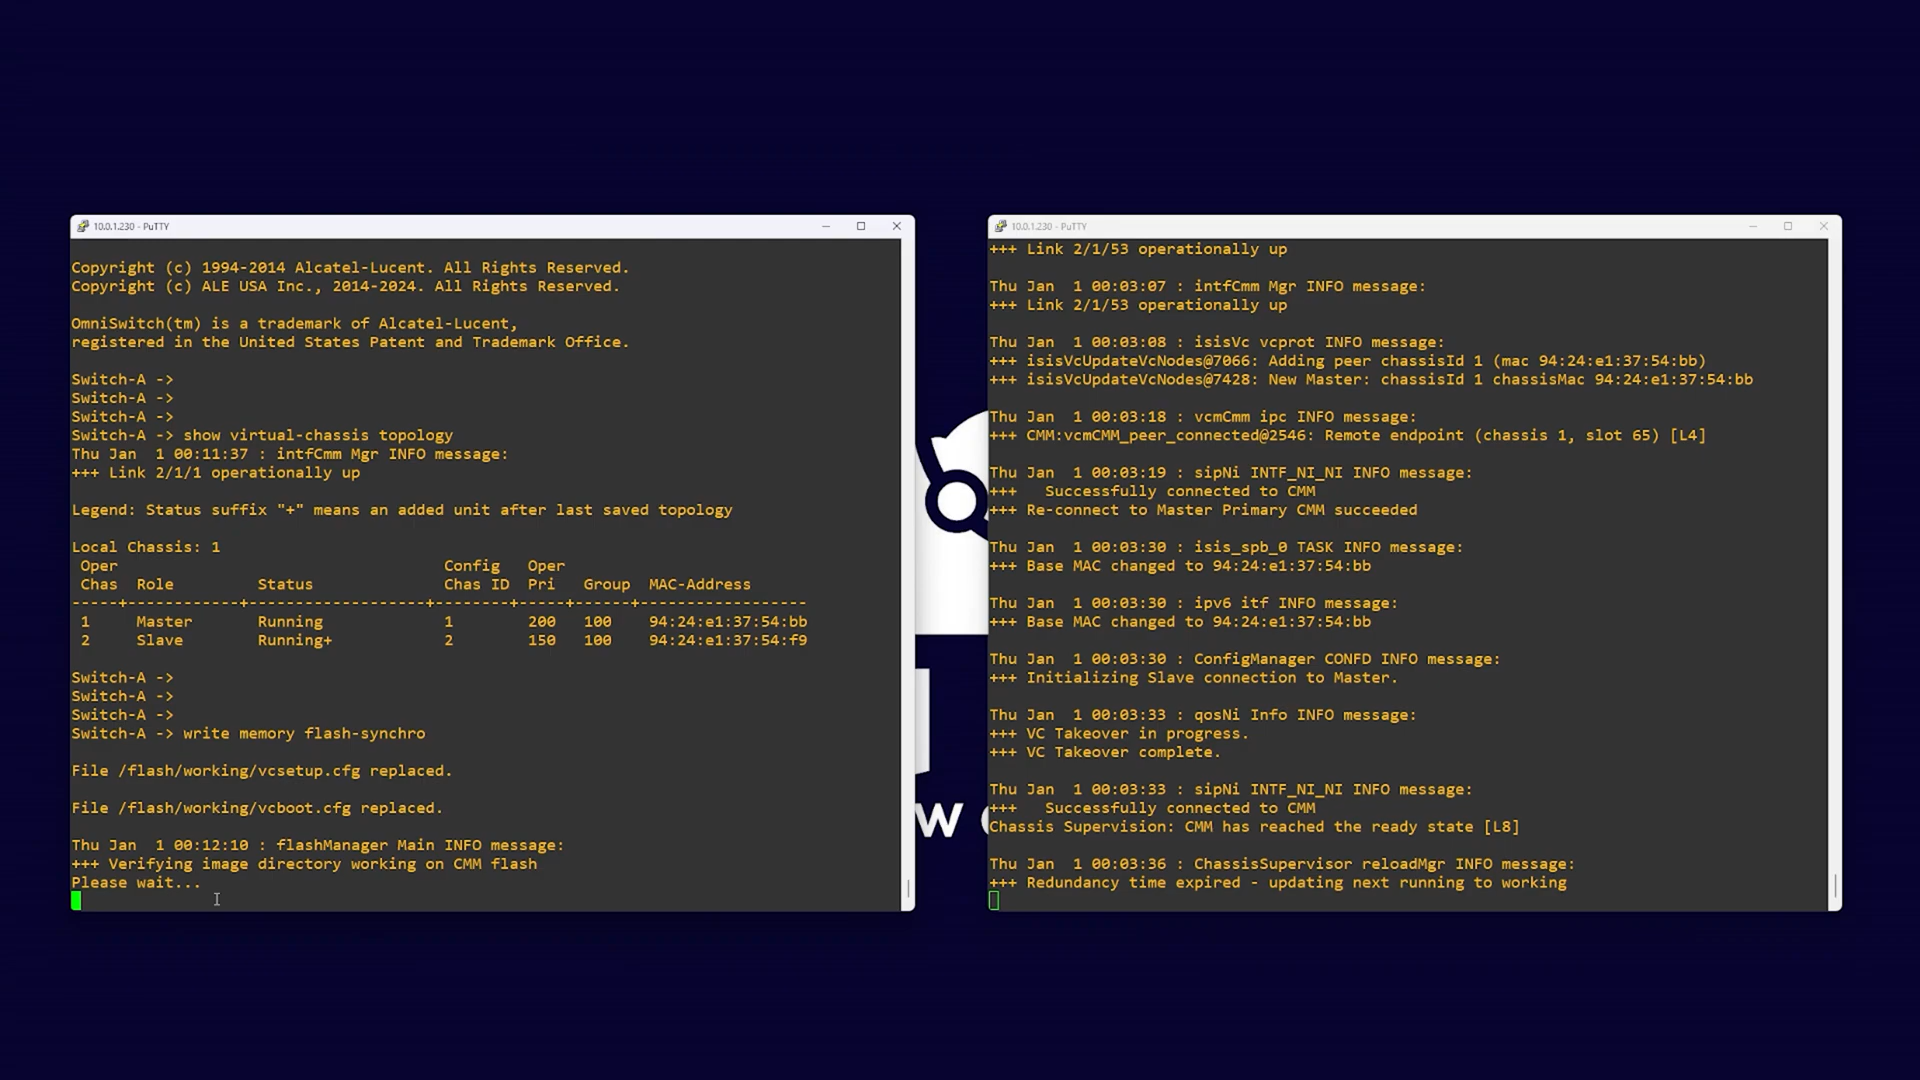 10.0.1.230 - PuTTY
Copyright (c) 1994-2014 Alcatel-Lucent. All Rights Reserved.
Copyright (c) ALE USA Inc., 2014-2024. All Rights Reserved.
OmniSwitch(tm) is a trademark of Alcatel-Lucent,
registered in the United States Patent and Trademark Office.
Switch-A ->
Switch-A ->
Switch-A ->
Switch-A -> show virtual-chassis topology
Thu Jan  1 00:11:37 : intfCmm Mgr INFO message:
+++ Link 2/1/1 operationally up
Legend: Status suffix "+" means an added unit after last saved topology
Local Chassis: 1
Oper Config Oper
Chas Role Status Chas ID Pri Group MAC-Address
-----+------------+-------------------+--------+-----+------+------------------
1 Master Running 1 200 100 94:24:e1:37:54:bb
2 Slave Running+ 2 150 100 94:24:e1:37:54:f9
Switch-A ->
Switch-A ->
Switch-A ->
Switch-A -> write memory flash-synchro
File /flash/working/vcsetup.cfg replaced.
File /flash/working/vcboot.cfg replaced.
Thu Jan  1 00:12:10 : flashManager Main INFO message:
+++ Verifying image directory working on CMM flash
Please wait...
10.0.1.230 - PuTTY
+++ Link 2/1/53 operationally up
Thu Jan  1 00:03:07 : intfCmm Mgr INFO message:
+++ Link 2/1/53 operationally up
Thu Jan  1 00:03:08 : isisVc vcprot INFO message:
+++ isisVcUpdateVcNodes@7066: Adding peer chassisId 1 (mac 94:24:e1:37:54:bb)
+++ isisVcUpdateVcNodes@7428: New Master: chassisId 1 chassisMac 94:24:e1:37:54:bb
Thu Jan  1 00:03:18 : vcmCmm ipc INFO message:
+++ CMM:vcmCMM_peer_connected@2546: Remote endpoint (chassis 1, slot 65) [L4]
Thu Jan  1 00:03:19 : sipNi INTF_NI_NI INFO message:
+++   Successfully connected to CMM
+++ Re-connect to Master Primary CMM succeeded
Thu Jan  1 00:03:30 : isis_spb_0 TASK INFO message:
+++ Base MAC changed to 94:24:e1:37:54:bb
Thu Jan  1 00:03:30 : ipv6 itf INFO message:
+++ Base MAC changed to 94:24:e1:37:54:bb
Thu Jan  1 00:03:30 : ConfigManager CONFD INFO message:
+++ Initializing Slave connection to Master.
Thu Jan  1 00:03:33 : qosNi Info INFO message:
+++ VC Takeover in progress.
+++ VC Takeover complete.
Thu Jan  1 00:03:33 : sipNi INTF_NI_NI INFO message:
+++   Successfully connected to CMM
Chassis Supervision: CMM has reached the ready state [L8]
Thu Jan  1 00:03:36 : ChassisSupervisor reloadMgr INFO message:
+++ Redundancy time expired - updating next running to working